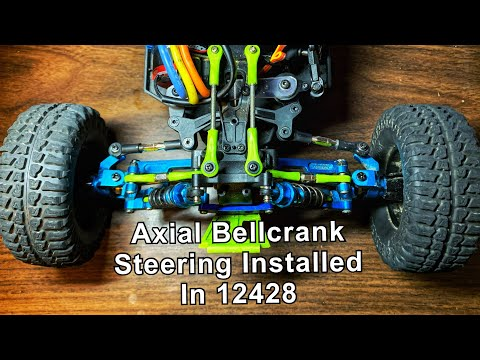 Axial Bellcrank
Steering Installed
In 12428